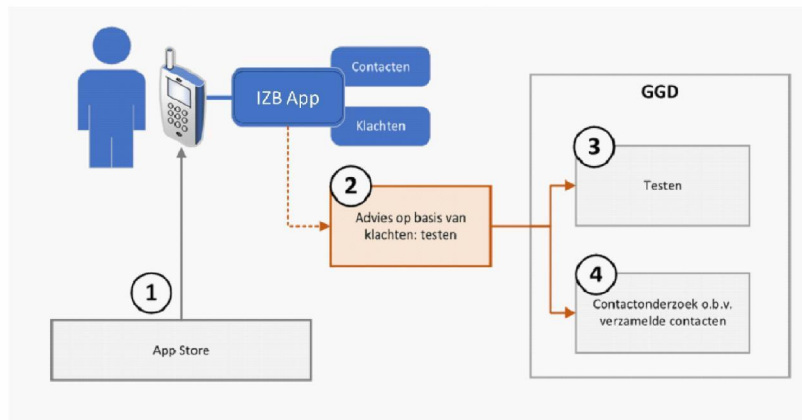 Contacten
IZB App
Klachten
GGD
3
Testen
2
Advies op basis van
klachten: testen
4
Contactonderzoek o.b.v.
verzamelde contacten
1
App Store